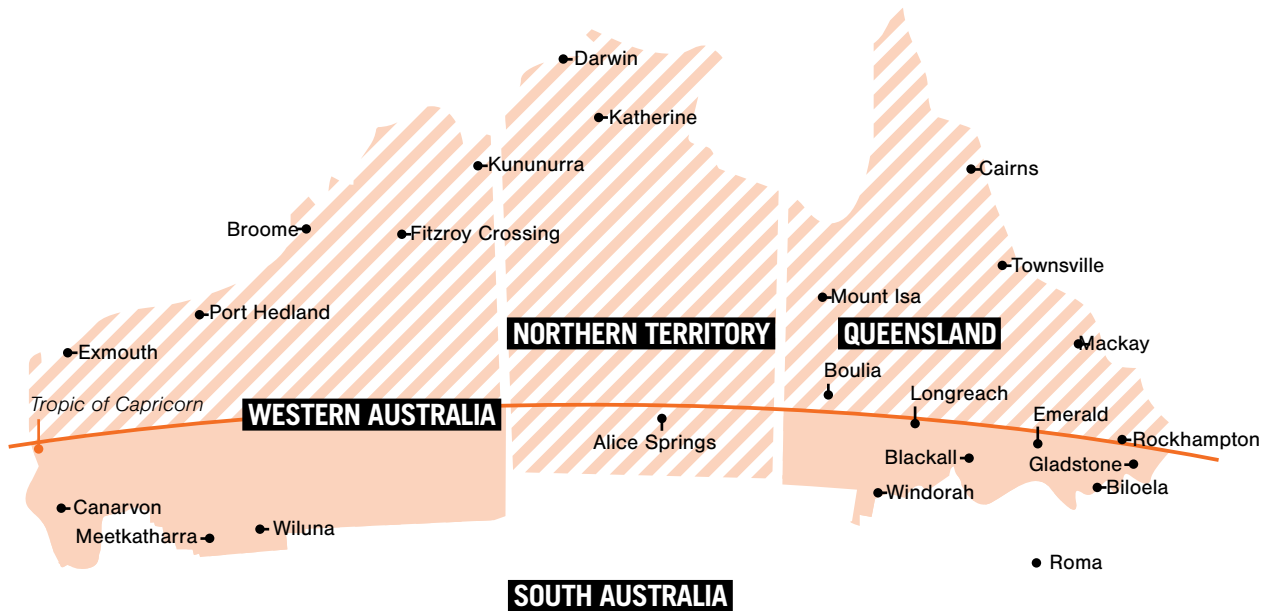 Darwin
Katherine
Kununurra
Cairns
Broome
Fitzroy Crossing
Townsville
Mount Isa
Port Hedland
NORTHERN TERRITORY
QUEENSLAND
Mackay
Exmouth
Boulia
Longreach
Tropic of Capricorn
WESTERN AUSTRALIA
Emerald
Alice Springs
Rockhampton
Blackall
Gladstone
Windorah
Biloela
Canarvon
Meetkatharra
Wiluna
Roma
SOUTH AUSTRALIA